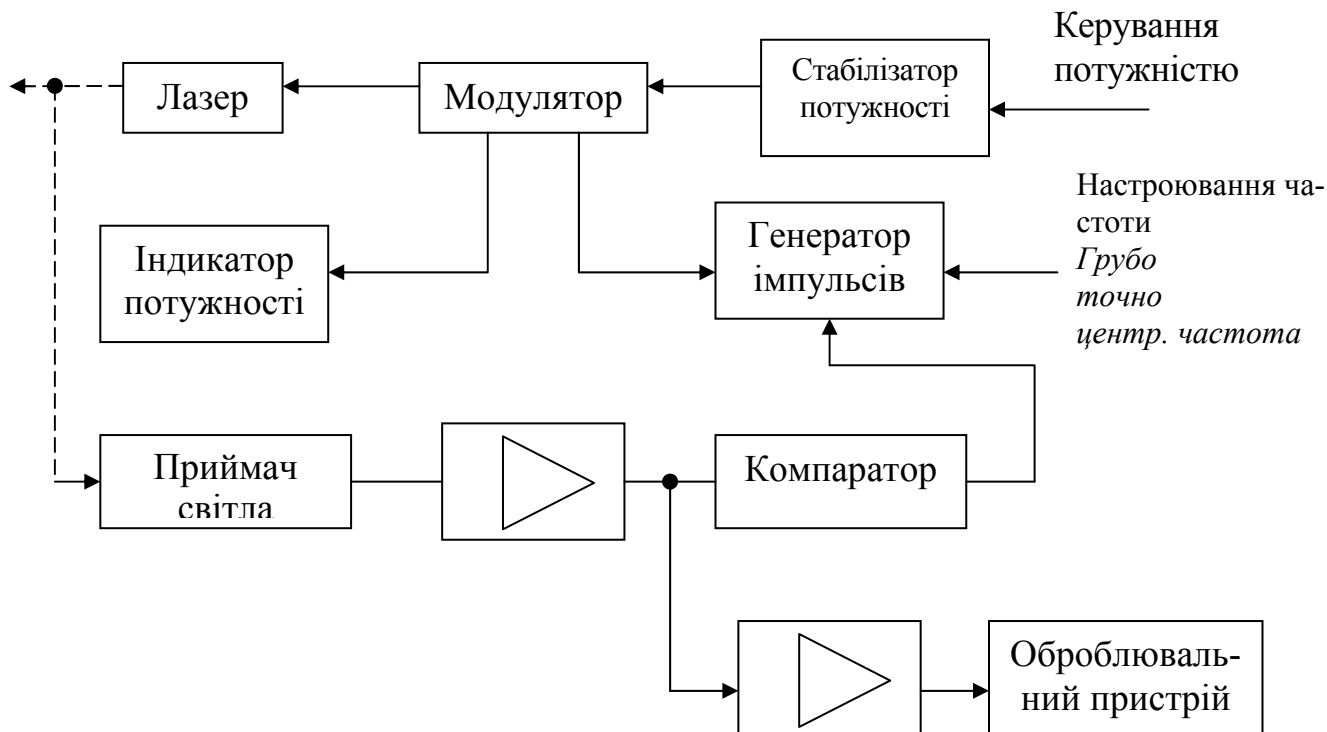 Керування
потужністю
Лазер
Модулятор
Стабілізатор
потужності
Настроювання ча-
стоти
Грубо
точно
центр. частота
Індикатор
потужності
Генератор
імпульсів
Приймач
світла
Компаратор
Оброблюваль-
ний пристрій